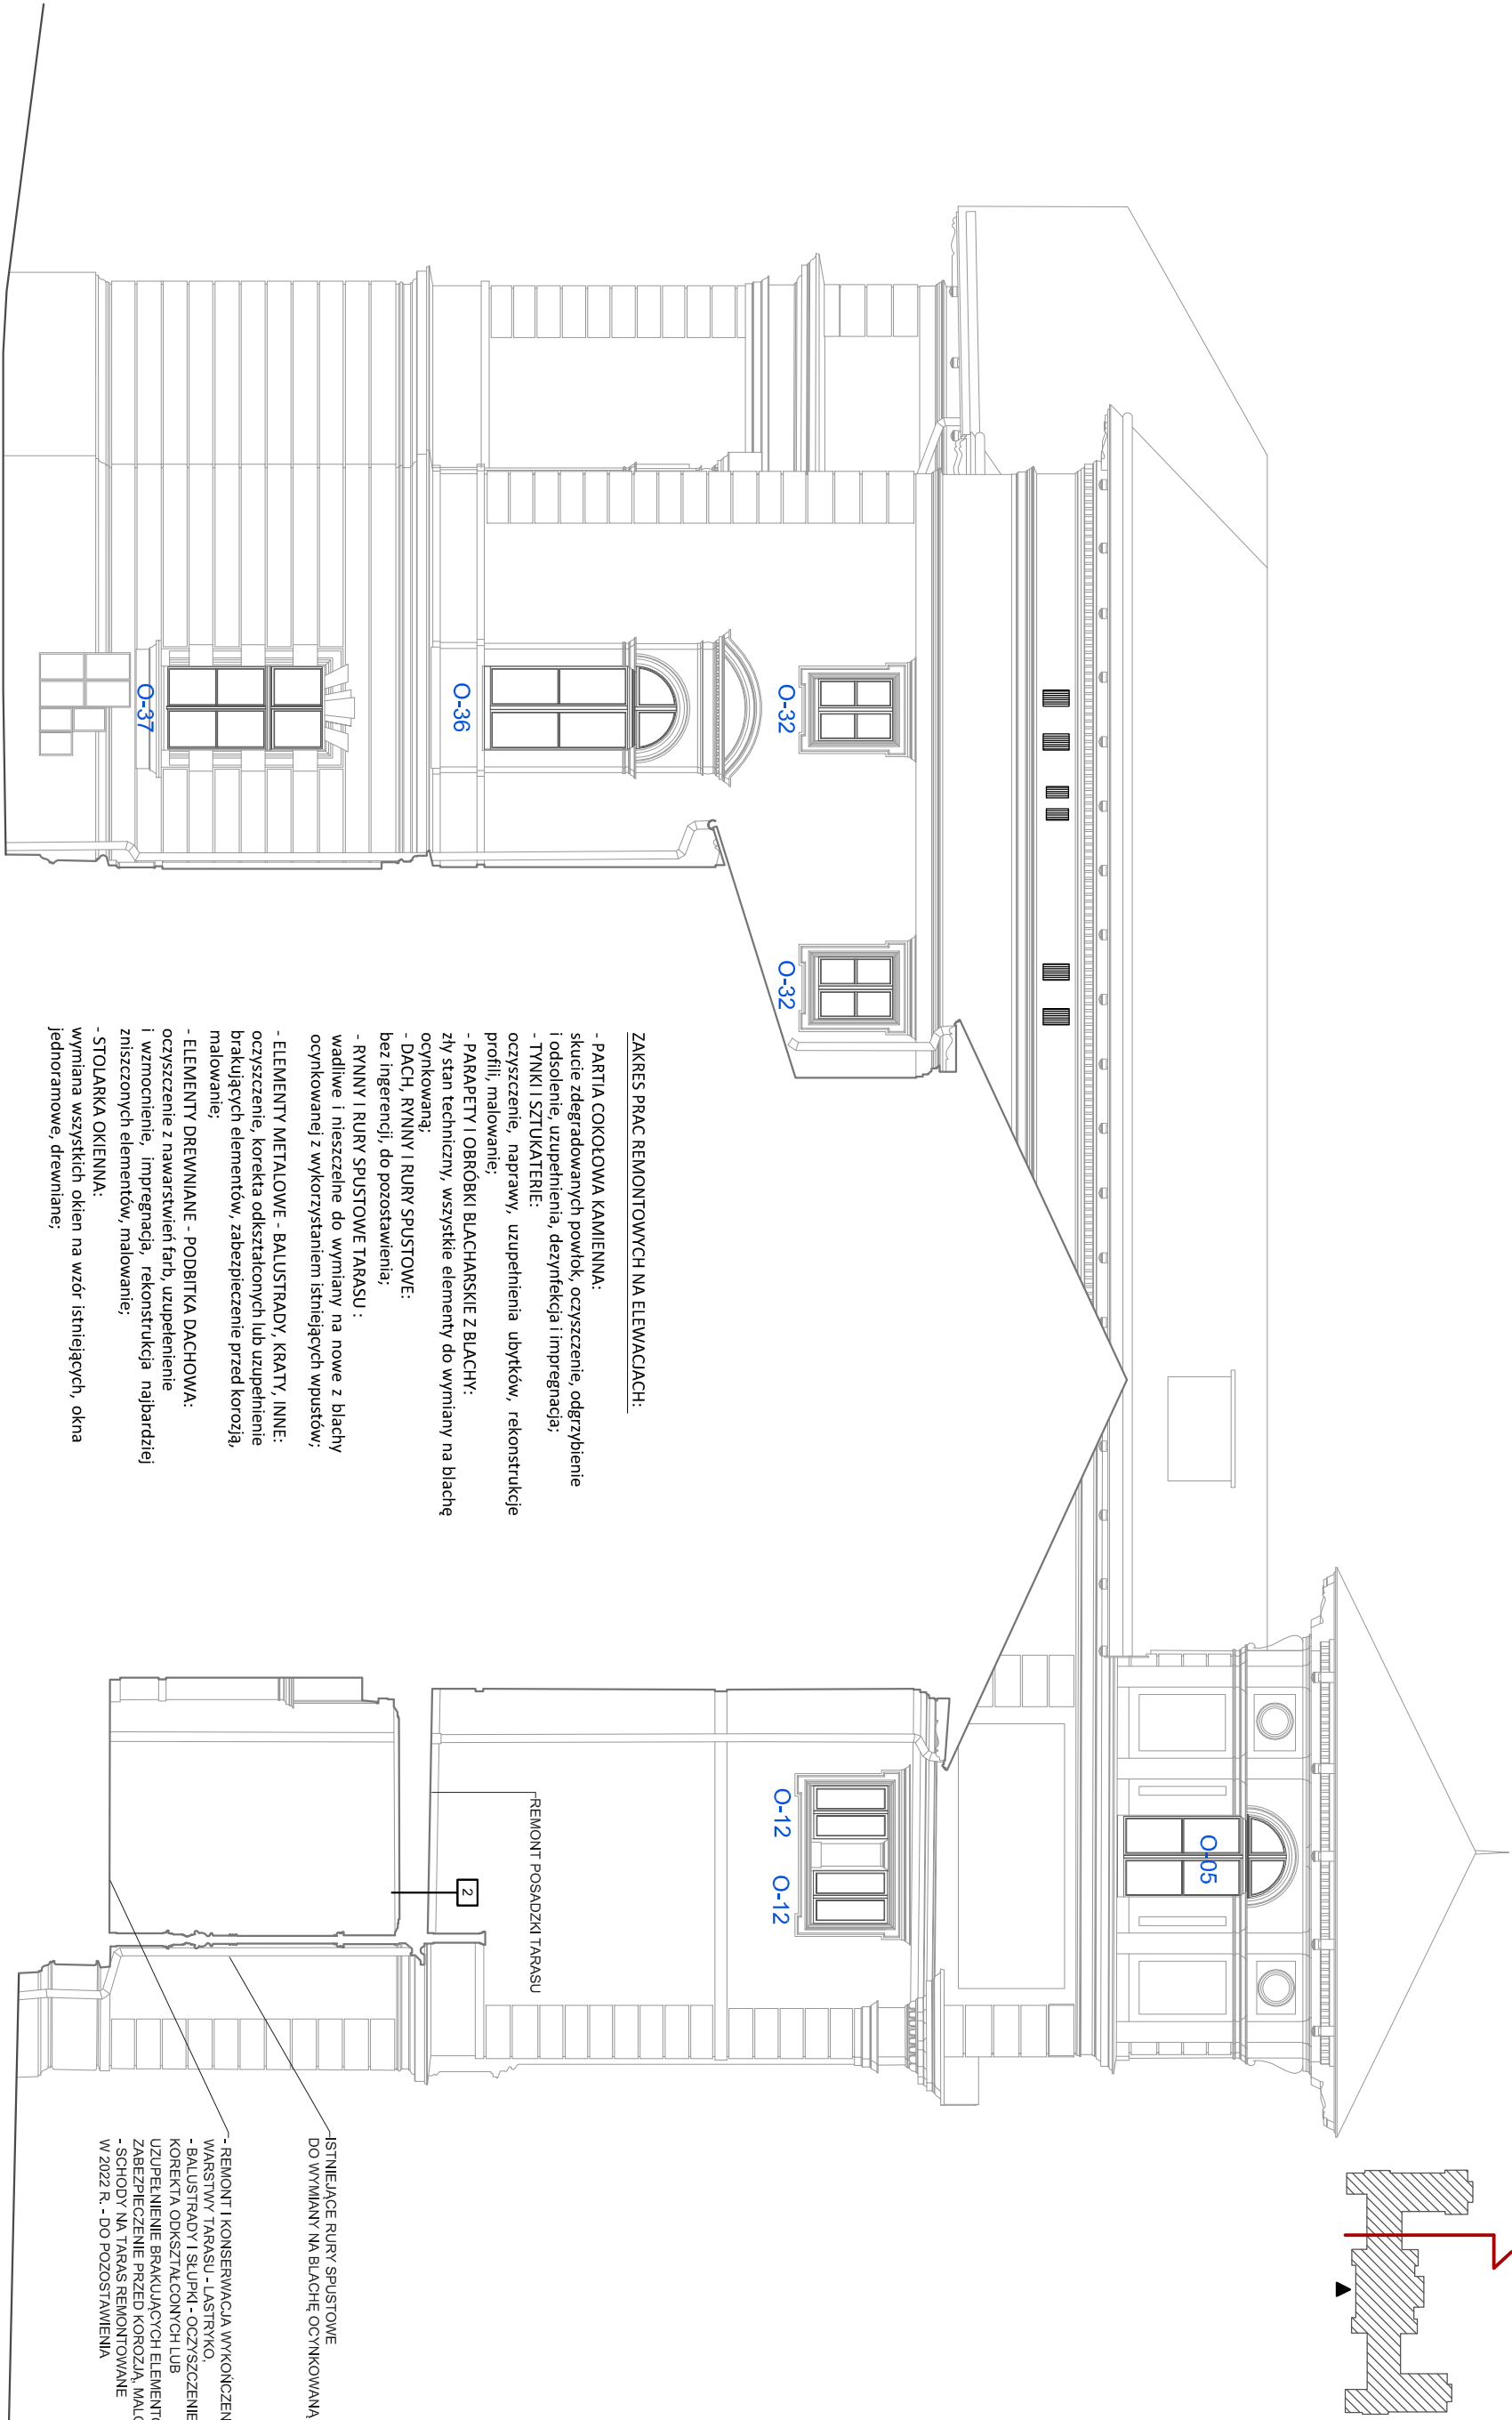 O-05
O-32
O-32
O-12
O-12
O-36
O-37
REMONT POSADZKI TARASU
2
ZAKRES PRAC REMONTOWYCH NA ELEWACJACH:
- PARTIA COKOŁOWA KAMIENNA:
skucie zdegradowanych powłok, oczyszczenie, odgrzybienie
i odsolenie, uzupełnienia, dezynfekcja i impregnacja;
- TYNKI I SZTUKATERIE:
oczyszczenie, naprawy, uzupełnienia ubytków, rekonstrukcje
profili, malowanie;
- PARAPETY I OBRÓBKI BLACHARSKIE Z BLACHY:
zły stan techniczny, wszystkie elementy do wymiany na blachę
ocynkowaną;
- DACH, RYNNY I RURY SPUSTOWE:
bez ingerencji, do pozostawienia;
- RYNNY I RURY SPUSTOWE TARASU :
wadliwe i nieszczelne do wymiany na nowe z blachy
ocynkowanej z wykorzystaniem istniejących wpustów;
- ELEMENTY METALOWE - BALUSTRADY, KRATY, INNE:
oczyszczenie, korekta odkształconych lub uzupełnienie
brakujących elementów, zabezpieczenie przed korozją,
malowanie;
- ELEMENTY DREWNIANE - PODBITKA DACHOWA:
oczyszczenie z nawarstwień farb, uzupełenienie
i wzmocnienie, impregnacja, rekonstrukcja najbardziej
zniszczonych elementów, malowanie;
- STOLARKA OKIENNA:
wymiana wszystkich okien na wzór istniejących, okna
jednoramowe, drewniane;
ISTNIEJĄCE RURY SPUSTOWE
DO WYMIANY NA BLACHĘ OCYNKOWANĄ
- REMONT I KONSERWACJA
WARSTWY TARASU - LASTRYKO,
- BALUSTRADY I SŁUPKI - OCZYSZCZENIE
KOREKTA ODKSZTAŁCONYCH LUB
UZUPEŁNIENIE BRAKUJĄCYCH
ZABEZPIECZENIE PRZED KOROZJĄ,
- SCHODY NA TARAS REMONTOWANE
W 2022 R. - DO POZOSTAWIENIA